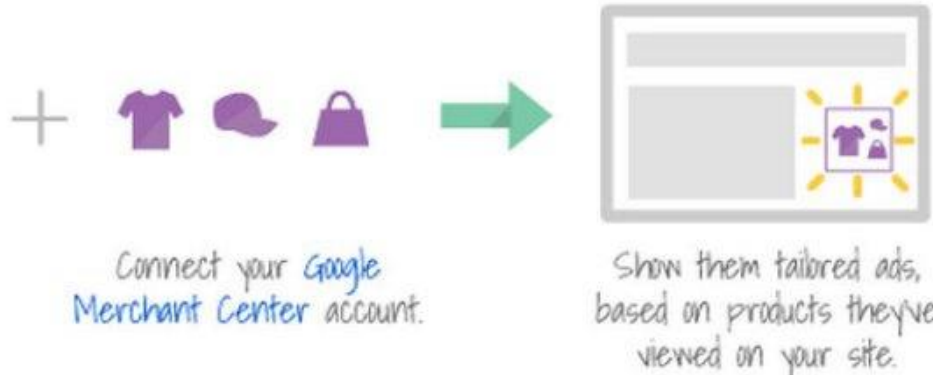 Connect your Google
Merchant Center account.
Show them tailored ads,
based on products they've
viewed on your site.